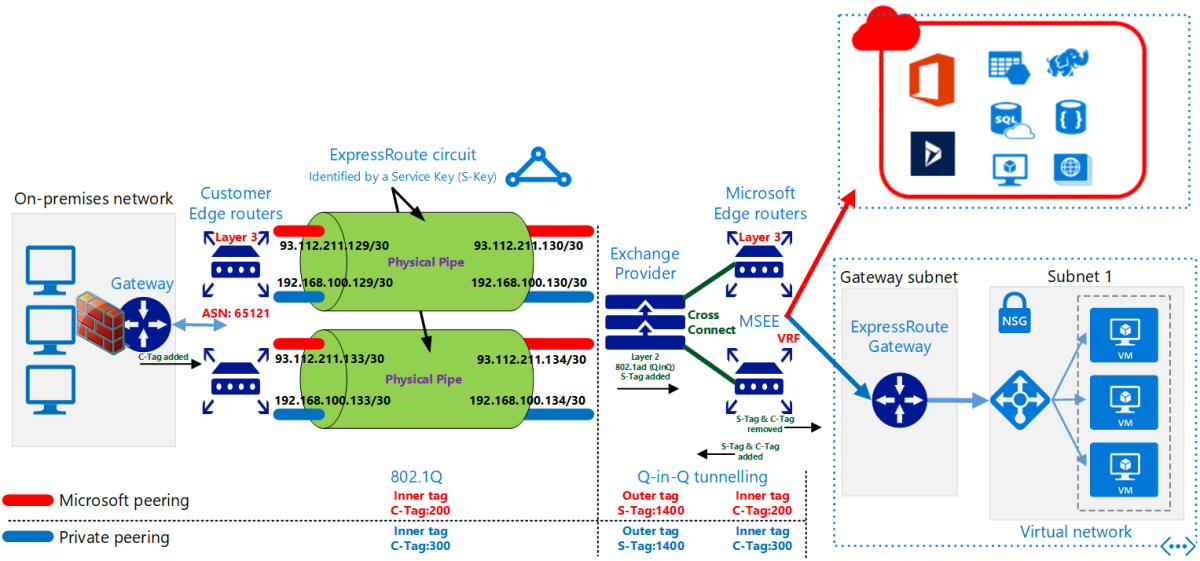 ExpressRoute circuit
Identified by a Service Key (S-Key)
On-premises network
Customer
Edge routers
Microsoft
Edge routers
Layer 3
93.112.211.129/30
93.112.211.130/30
Layer 3
Physical Pipe
Exchange
Provider
Gateway
192.168.100.129/30
192.168.100.130/30
ASN: 65121
Cross
Connect
MSEE
VRF
C-Tag added
93.112.211.133/30
93.112.211.134/30
Physical Pipe
192.168.100.133/30
192.168.100.134/30
Layer 2
802.1ad (QinQ)
S-Tag added
S-Tag & C-Tag
removed
S-Tag & C-Tag
added
SQL
Gateway subnet
Subnet 1
ExpressRoute
Gateway
NSG
VM
VM
VM
Virtual network
802.1Q
Q-in-Q tunnelling
Microsoft peering
Inner tag
C-Tag:200
Outer tag
S-Tag:1400
Inner tag
C-Tag:200
Private peering
Inner tag
C-Tag:300
Outer tag
S-Tag:1400
Inner tag
C-Tag:300